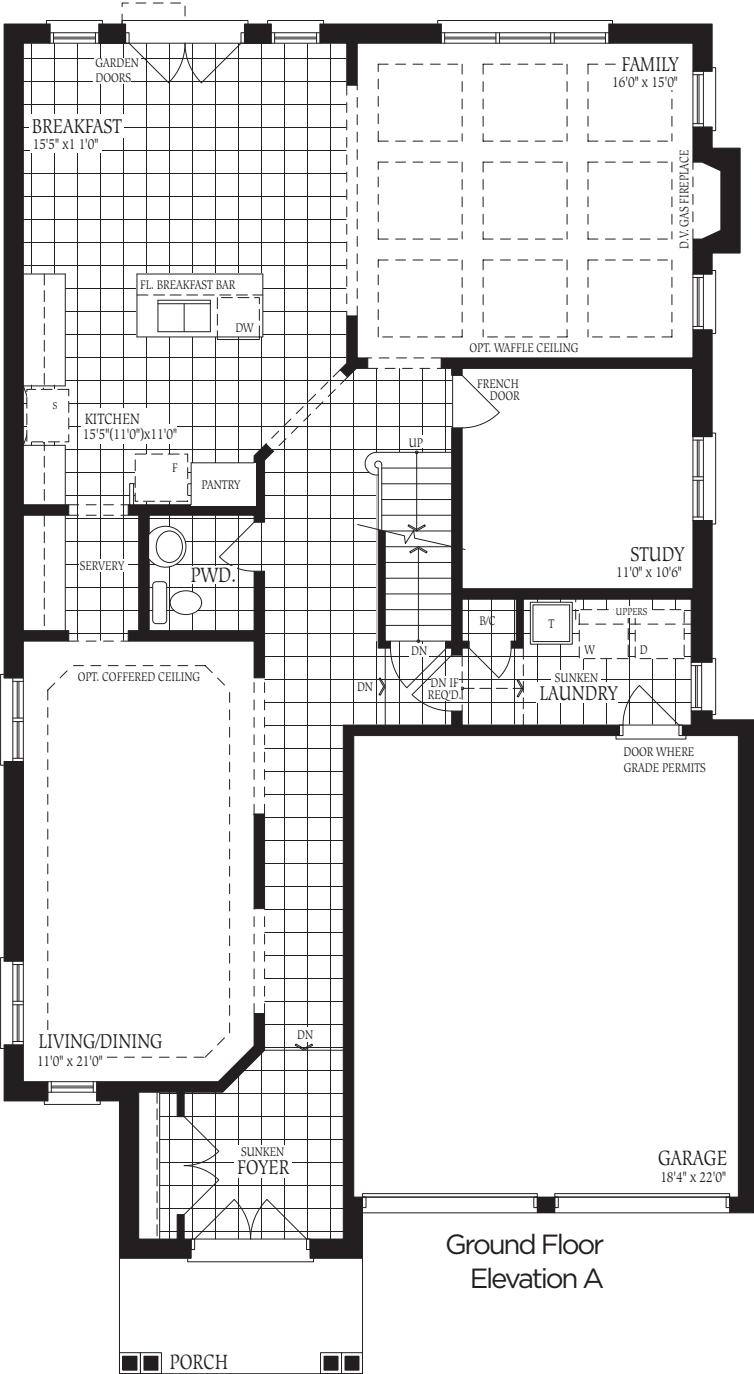 GARDEN
DOORS
FAMILY
16'0" x 15'0"
BREAKFAST
15'5" x1 1'0"
D.V. GAS FIREPLACE
FL. BREAKFAST BAR
DW
OPT. WAFFLE CEILING
S
KITCHEN
15'5"(11'0")x11'0"
FRENCH
DOOR
UP
F
PANTRY
SERVERY
PWD.
STUDY
11'0" x 10'6"
B/C
T
UPPERS
W
D
DN
OPT. COFFERED CEILING
DN
DN IF
REQ'D.
SUNKEN
LAUNDRY
DOOR WHERE
GRADE PERMITS
LIVING/DINING
11'0" x 21'0"
DN
SUNKEN
FOYER
GARAGE
18'4" x 22'0"
Ground Floor
Elevation A
PORCH